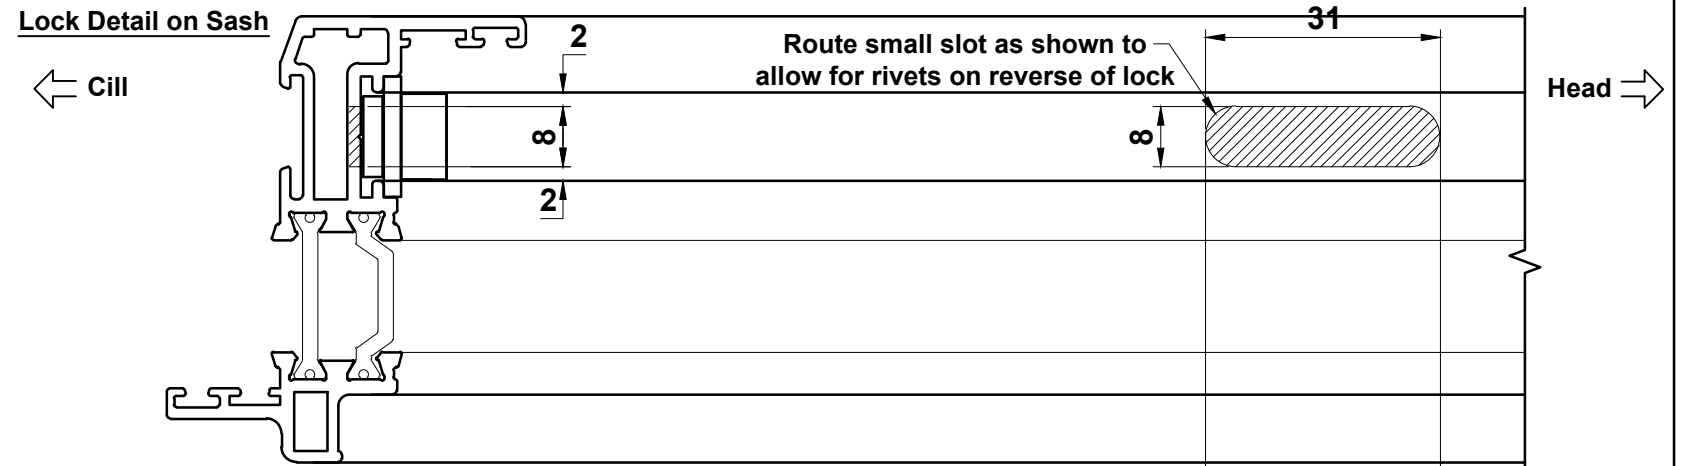 Lock Detail on Sash
Cill
2
8
2
Route small slot as shown to
allow for rivets on reverse of lock
31
8
Head